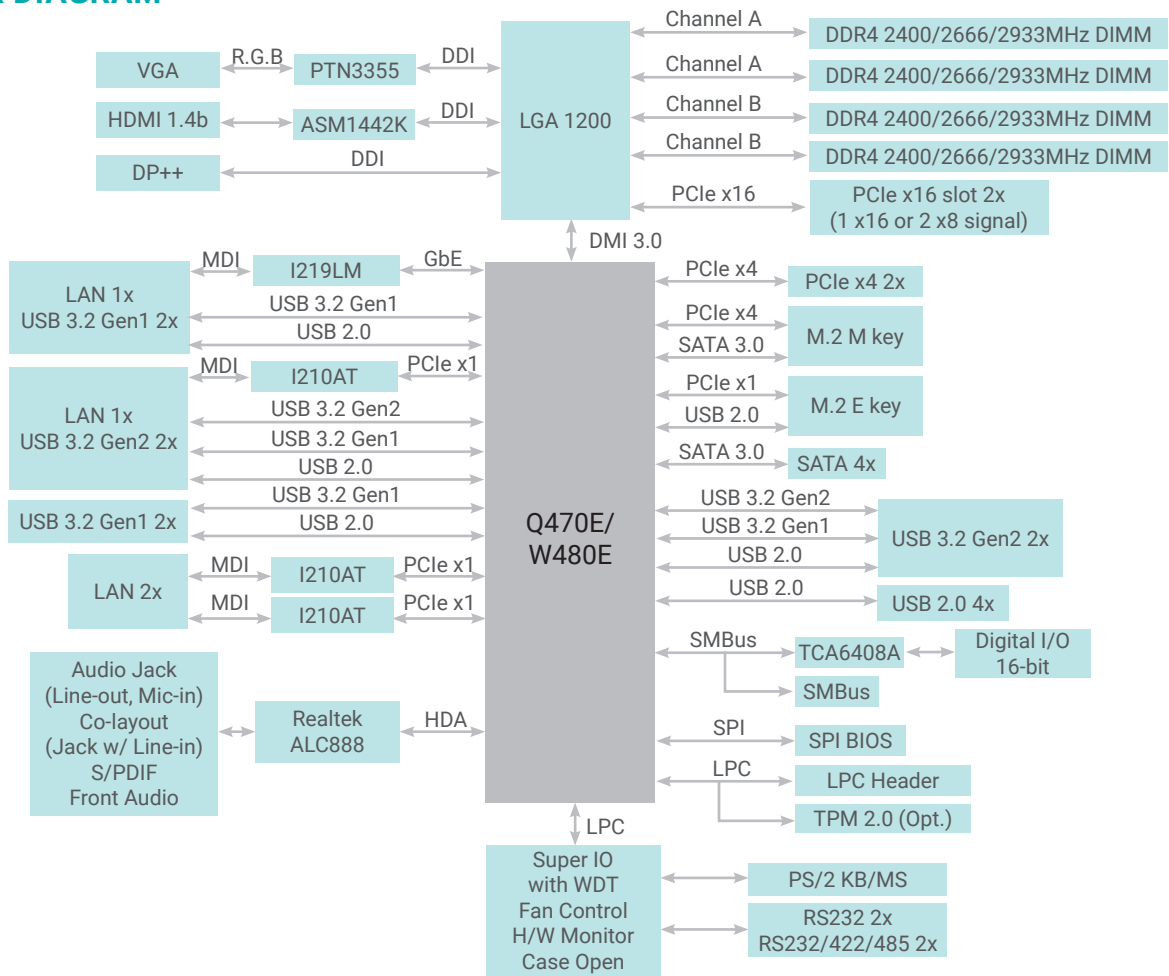 DIAGRAM
VGA
R.G.B
PTN3355
DDI
HDMI 1.4b
ASM1442K
DDI
DP++
DDI
LGA 1200
Channel A
DDR4 2400/2666/2933MHz DIMM
Channel A
DDR4 2400/2666/2933MHz DIMM
Channel B
DDR4 2400/2666/2933MHz DIMM
Channel B
DDR4 2400/2666/2933MHz DIMM
PCIe x16
PCIe x16 slot 2x
(1 x16 or 2 x8 signal)
DMI 3.0
LAN 1x
USB 3.2 Gen1 2x
MDI
I219LM
GbE
USB 3.2 Gen1
USB 2.0
LAN 1x
USB 3.2 Gen2 2x
MDI
I210AT
PCIe x1
USB 3.2 Gen2
USB 3.2 Gen1
USB 2.0
USB 3.2 Gen1 2x
USB 3.2 Gen1
USB 2.0
LAN 2x
MDI
I210AT
PCIe x1
MDI
I210AT
PCIe x1
Audio Jack
(Line-out, Mic-in)
Co-layout
(Jack w/ Line-in)
S/PDIF
Front Audio
Realtek
ALC888
HDA
Q470E/
W480E
PCIe x4
PCIe x4 2x
PCIe x4
SATA 3.0
M.2 M key
PCIe x1
USB 2.0
M.2 E key
SATA 3.0
SATA 4x
USB 3.2 Gen2
USB 3.2 Gen1
USB 2.0
USB 3.2 Gen2 2x
USB 2.0
USB 2.0 4x
SMBus
TCA6408A
Digital I/O
16-bit
SMBus
SPI
SPI BIOS
LPC
LPC Header
TPM 2.0 (Opt.)
LPC
Super IO
with WDT
Fan Control
H/W Monitor
Case Open
PS/2 KB/MS
RS232 2x
RS232/422/485 2x